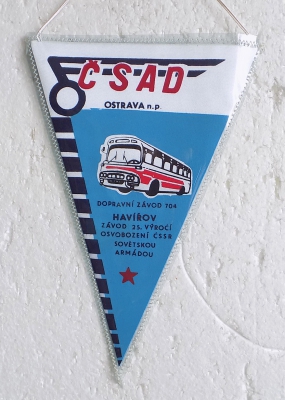 ČSAD
OSTRAVA n.p.
DOPRAVNÍ ZÁVOD 704
HAVÍŘOV
ZÁVOD 25. VÝROČÍ
OSVOBOZENÍ ČSSR
SOVĚTSKOU
ARMÁDOU